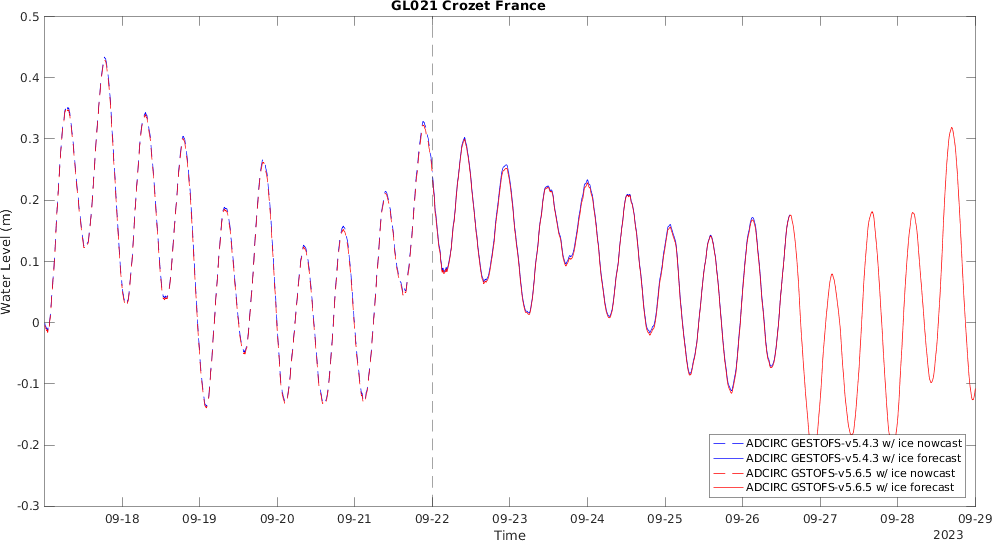 GL021 Crozet France
0.5
0.4
0.3
0.2
0.1
0
-0.1
-0.2
-0.3
Water Level (m)
ADCIRC GESTOFS-v5.4.3 w/ ice nowcast
ADCIRC GESTOFS-v5.4.3 w/ ice forecast
ADCIRC GSTOFS-v5.6.5 w/ ice nowcast
ADCIRC GSTOFS-v5.6.5 w/ ice forecast
09-18 09-19 09-20 09-21 09-22 09-23 09-24 09-25 09-26 09-27 09-28 09-29
Time
2023